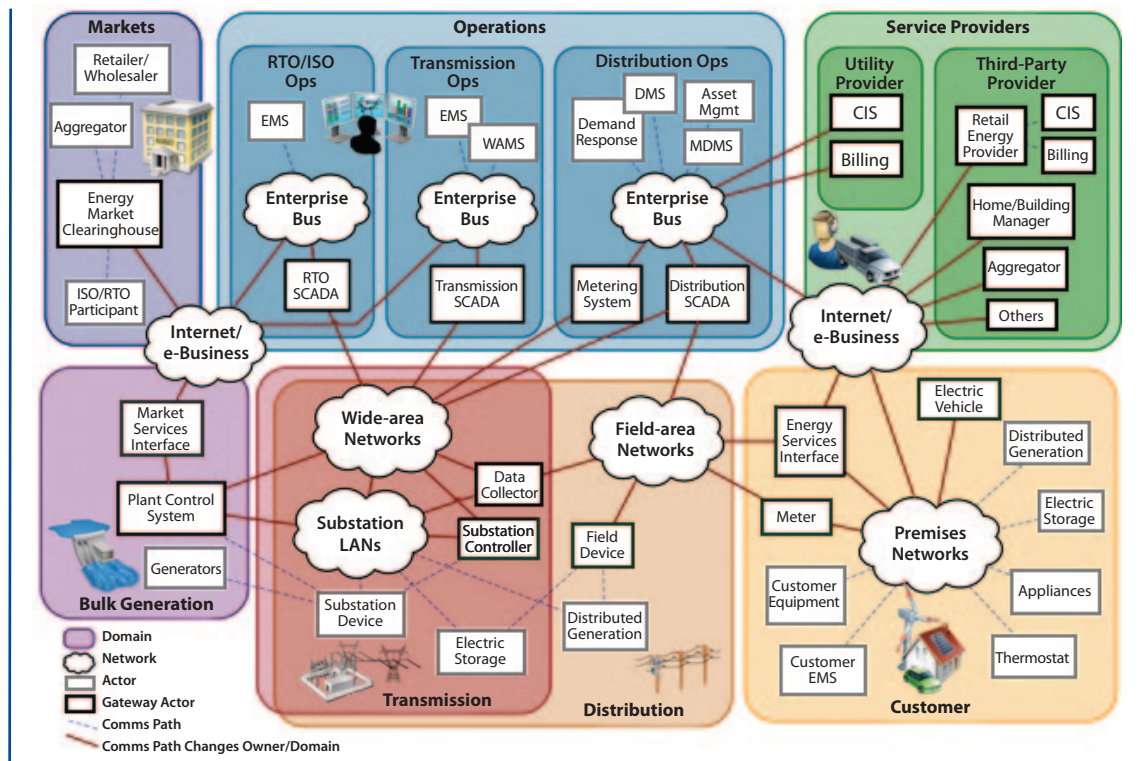 Markets
Operations
Service Providers
Retailer/
Wholesaler
Aggregator
Energy
Market
Clearinghouse
ISO/RTO
Participant
RTO/ISO
Ops
EMS
Enterprise
Bus
RTO
SCADA
Transmission
Ops
EMS
WAMS
Enterprise
Bus
Transmission
SCADA
Distribution Ops
DMS
Asset
Mgmt
Demand
Response
MDMS
Enterprise
Bus
Metering
System
Distribution
SCADA
Utility
Provider
CIS
Billing
Third-Party
Provider
Retail
Energy
Provider
CIS
Billing
Home/Building
Manager
Aggregator
Others
Internet/
e-Business
Internet/
e-Business
Market
Services
Interface
Plant Control
System
Generators
Bulk Generation
Wide-area
Networks
Substation
LANs
Data
Collector
Substation
Controller
Substation
Device
Electric
Storage
Transmission
Field-area
Networks
Field
Device
Distributed
Generation
Distribution
Energy
Services
Interface
Meter
Electric
Vehicle
Distributed
Generation
Electric
Storage
Premises
Networks
Customer
Equipment
Appliances
Customer
EMS
Thermostat
Customer
Domain
Network
Actor
Gateway Actor
Comms Path
Comms Path Changes Owner/Domain